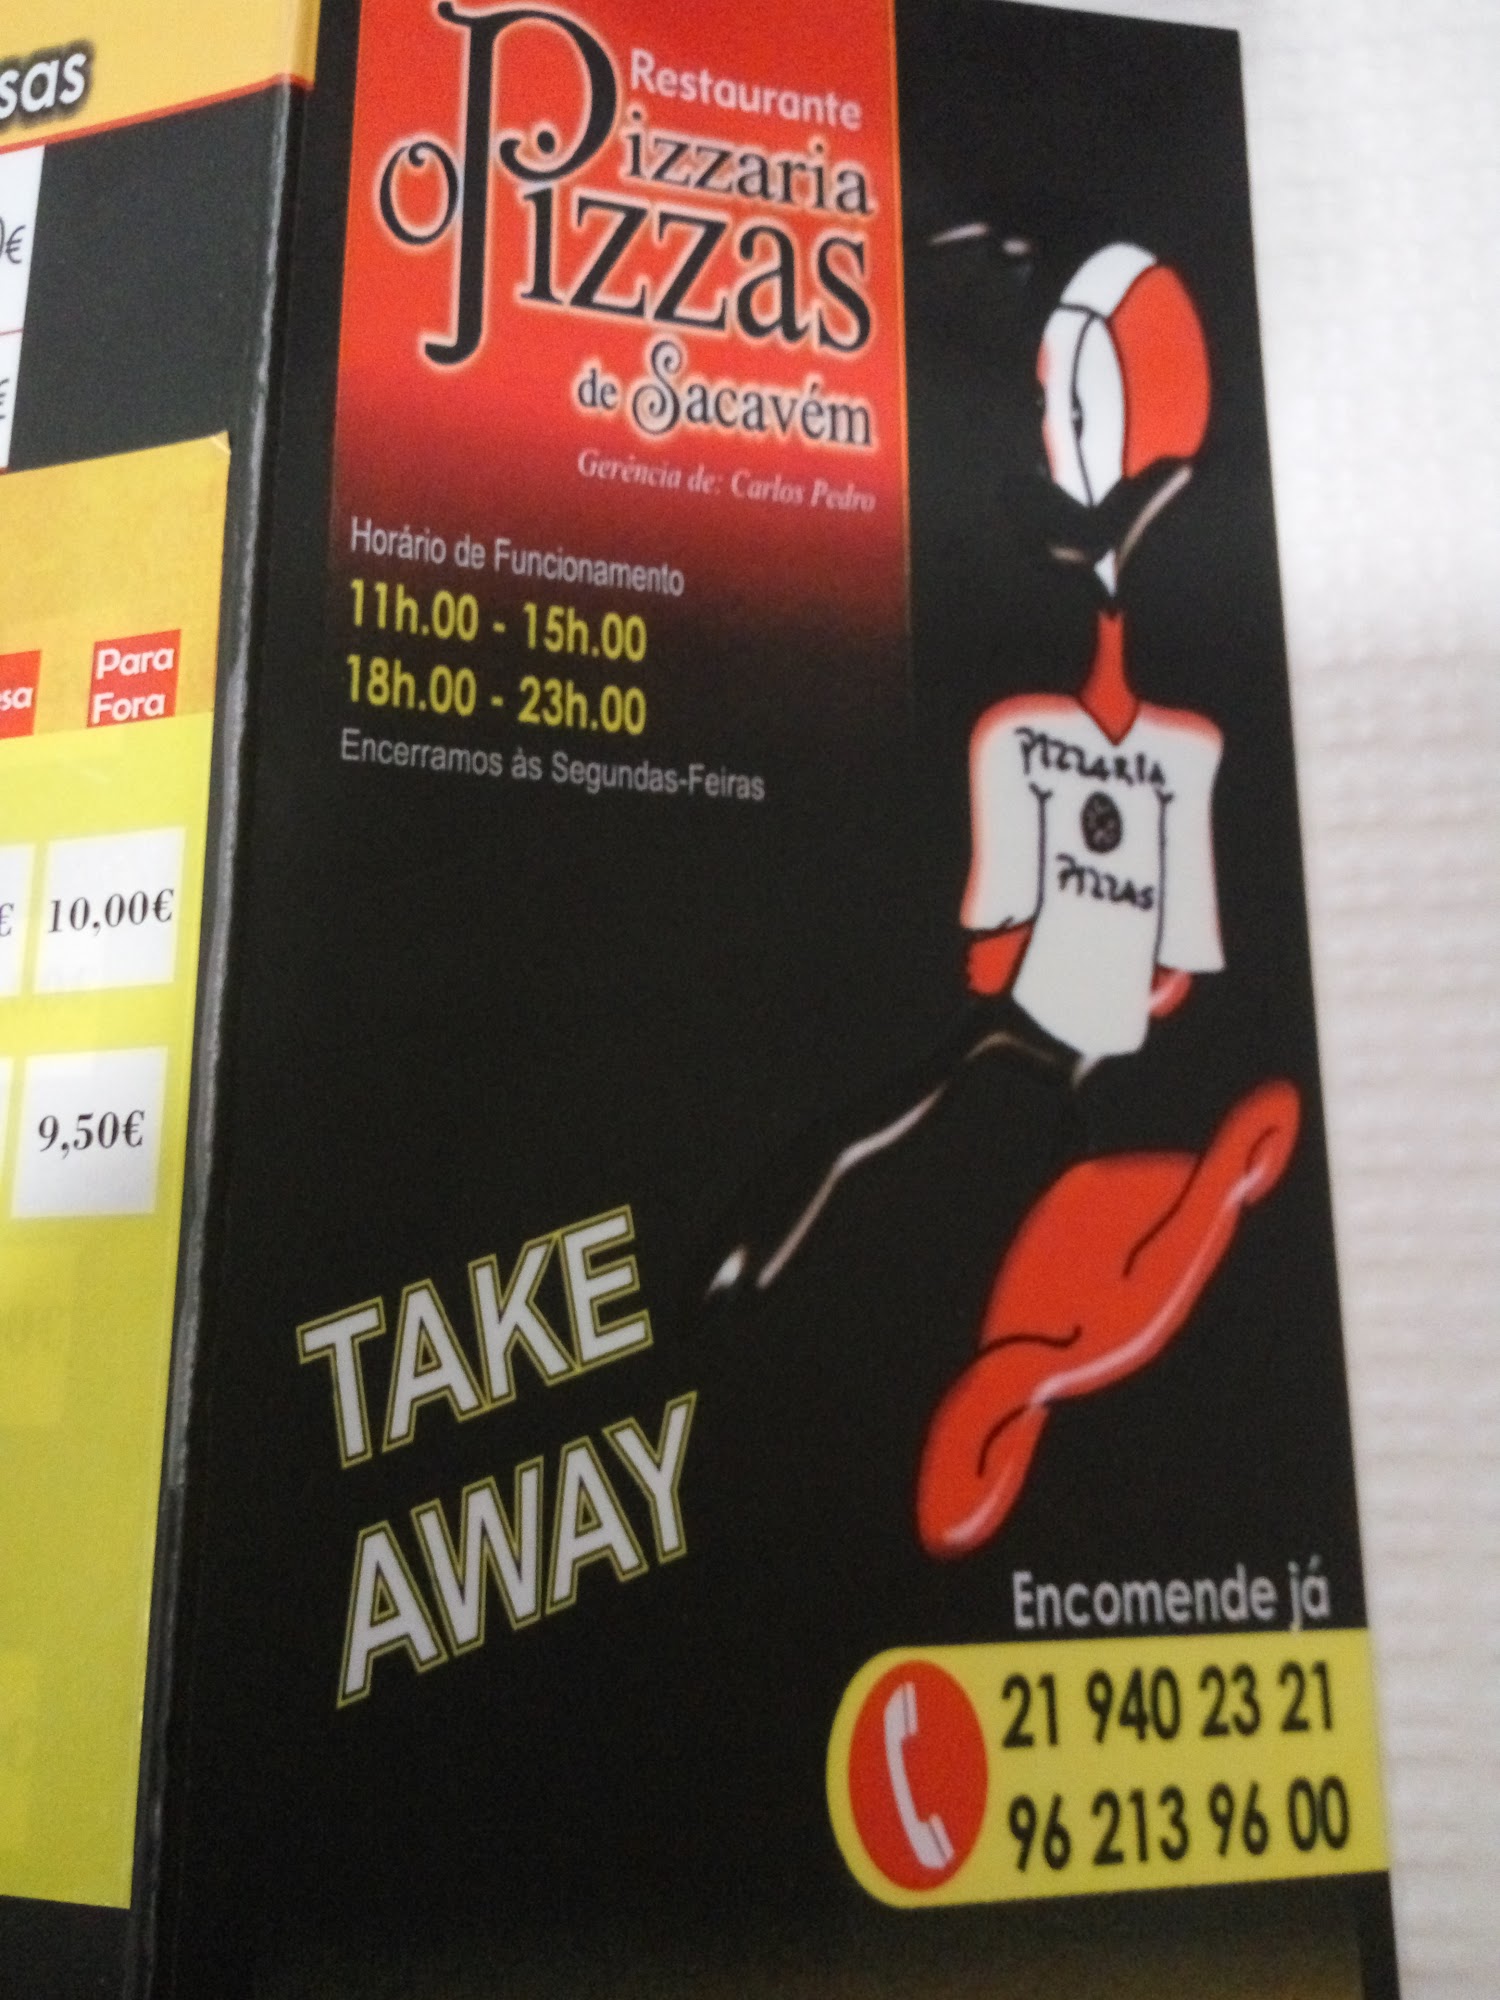 sas
€
€
sa
Para
Fora
€
10,00€
9,50€
Restaurante
Pizzaria
O Pizzas
de Sacavém
Gerência de: Carlos Pedro
Horário de Funcionamento
11h.00 - 15h.00
18h.00 - 23h.00
Encerramos às Segundas-Feiras
PIZZARIA
PIZZAS
TAKE
AWAY
Encomende já
21 940 23 21
96 213 96 00